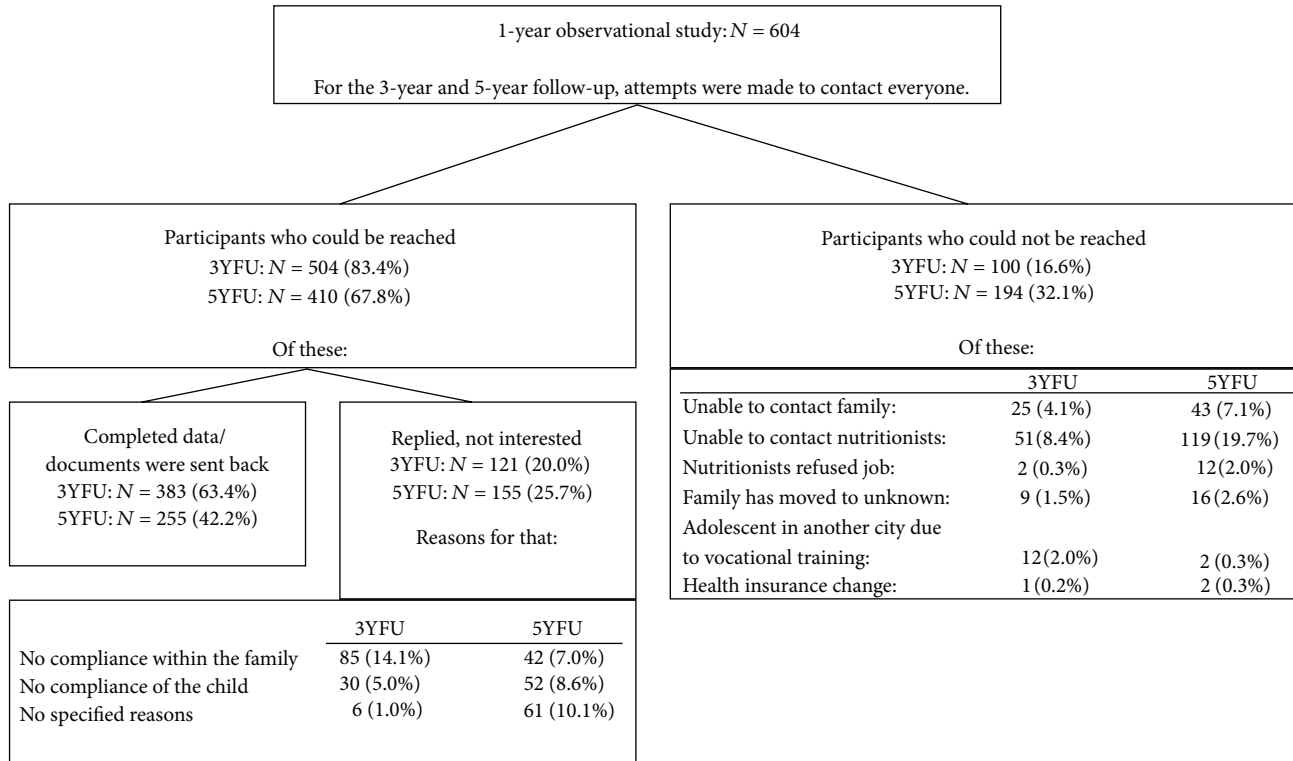 1-year observational study: N = 604
For the 3-year and 5-year follow-up, attempts were made to contact everyone.
Participants who could be reached
3YFU: N = 504 (83.4%)
5YFU: N = 410 (67.8%)
Of these:
Participants who could not be reached
3YFU: N = 100 (16.6%)
5YFU: N = 194 (32.1%)
Of these:
Completed data/
documents were sent back
3YFU: N = 383 (63.4%)
5YFU: N = 255 (42.2%)
Replied, not interested
3YFU: N = 121 (20.0%)
5YFU: N = 155 (25.7%)
Reasons for that:
3YFU 5YFU
Unable to contact family: 25 (4.1%) 43 (7.1%)
Unable to contact nutritionists: 51(8.4%) 119 (19.7%)
Nutritionists refused job: 2 (0.3%) 12(2.0%)
Family has moved to unknown: 9 (1.5%) 16 (2.6%)
Adolescent in another city due
to vocational training: 12(2.0%) 2 (0.3%)
Health insurance change: 1(0.2%) 2 (0.3%)
3YFU 5YFU
No compliance within the family 85 (14.1%) 42 (7.0%)
No compliance of the child 30 (5.0%) 52 (8.6%)
No specified reasons 6 (1.0%) 61 (10.1%)